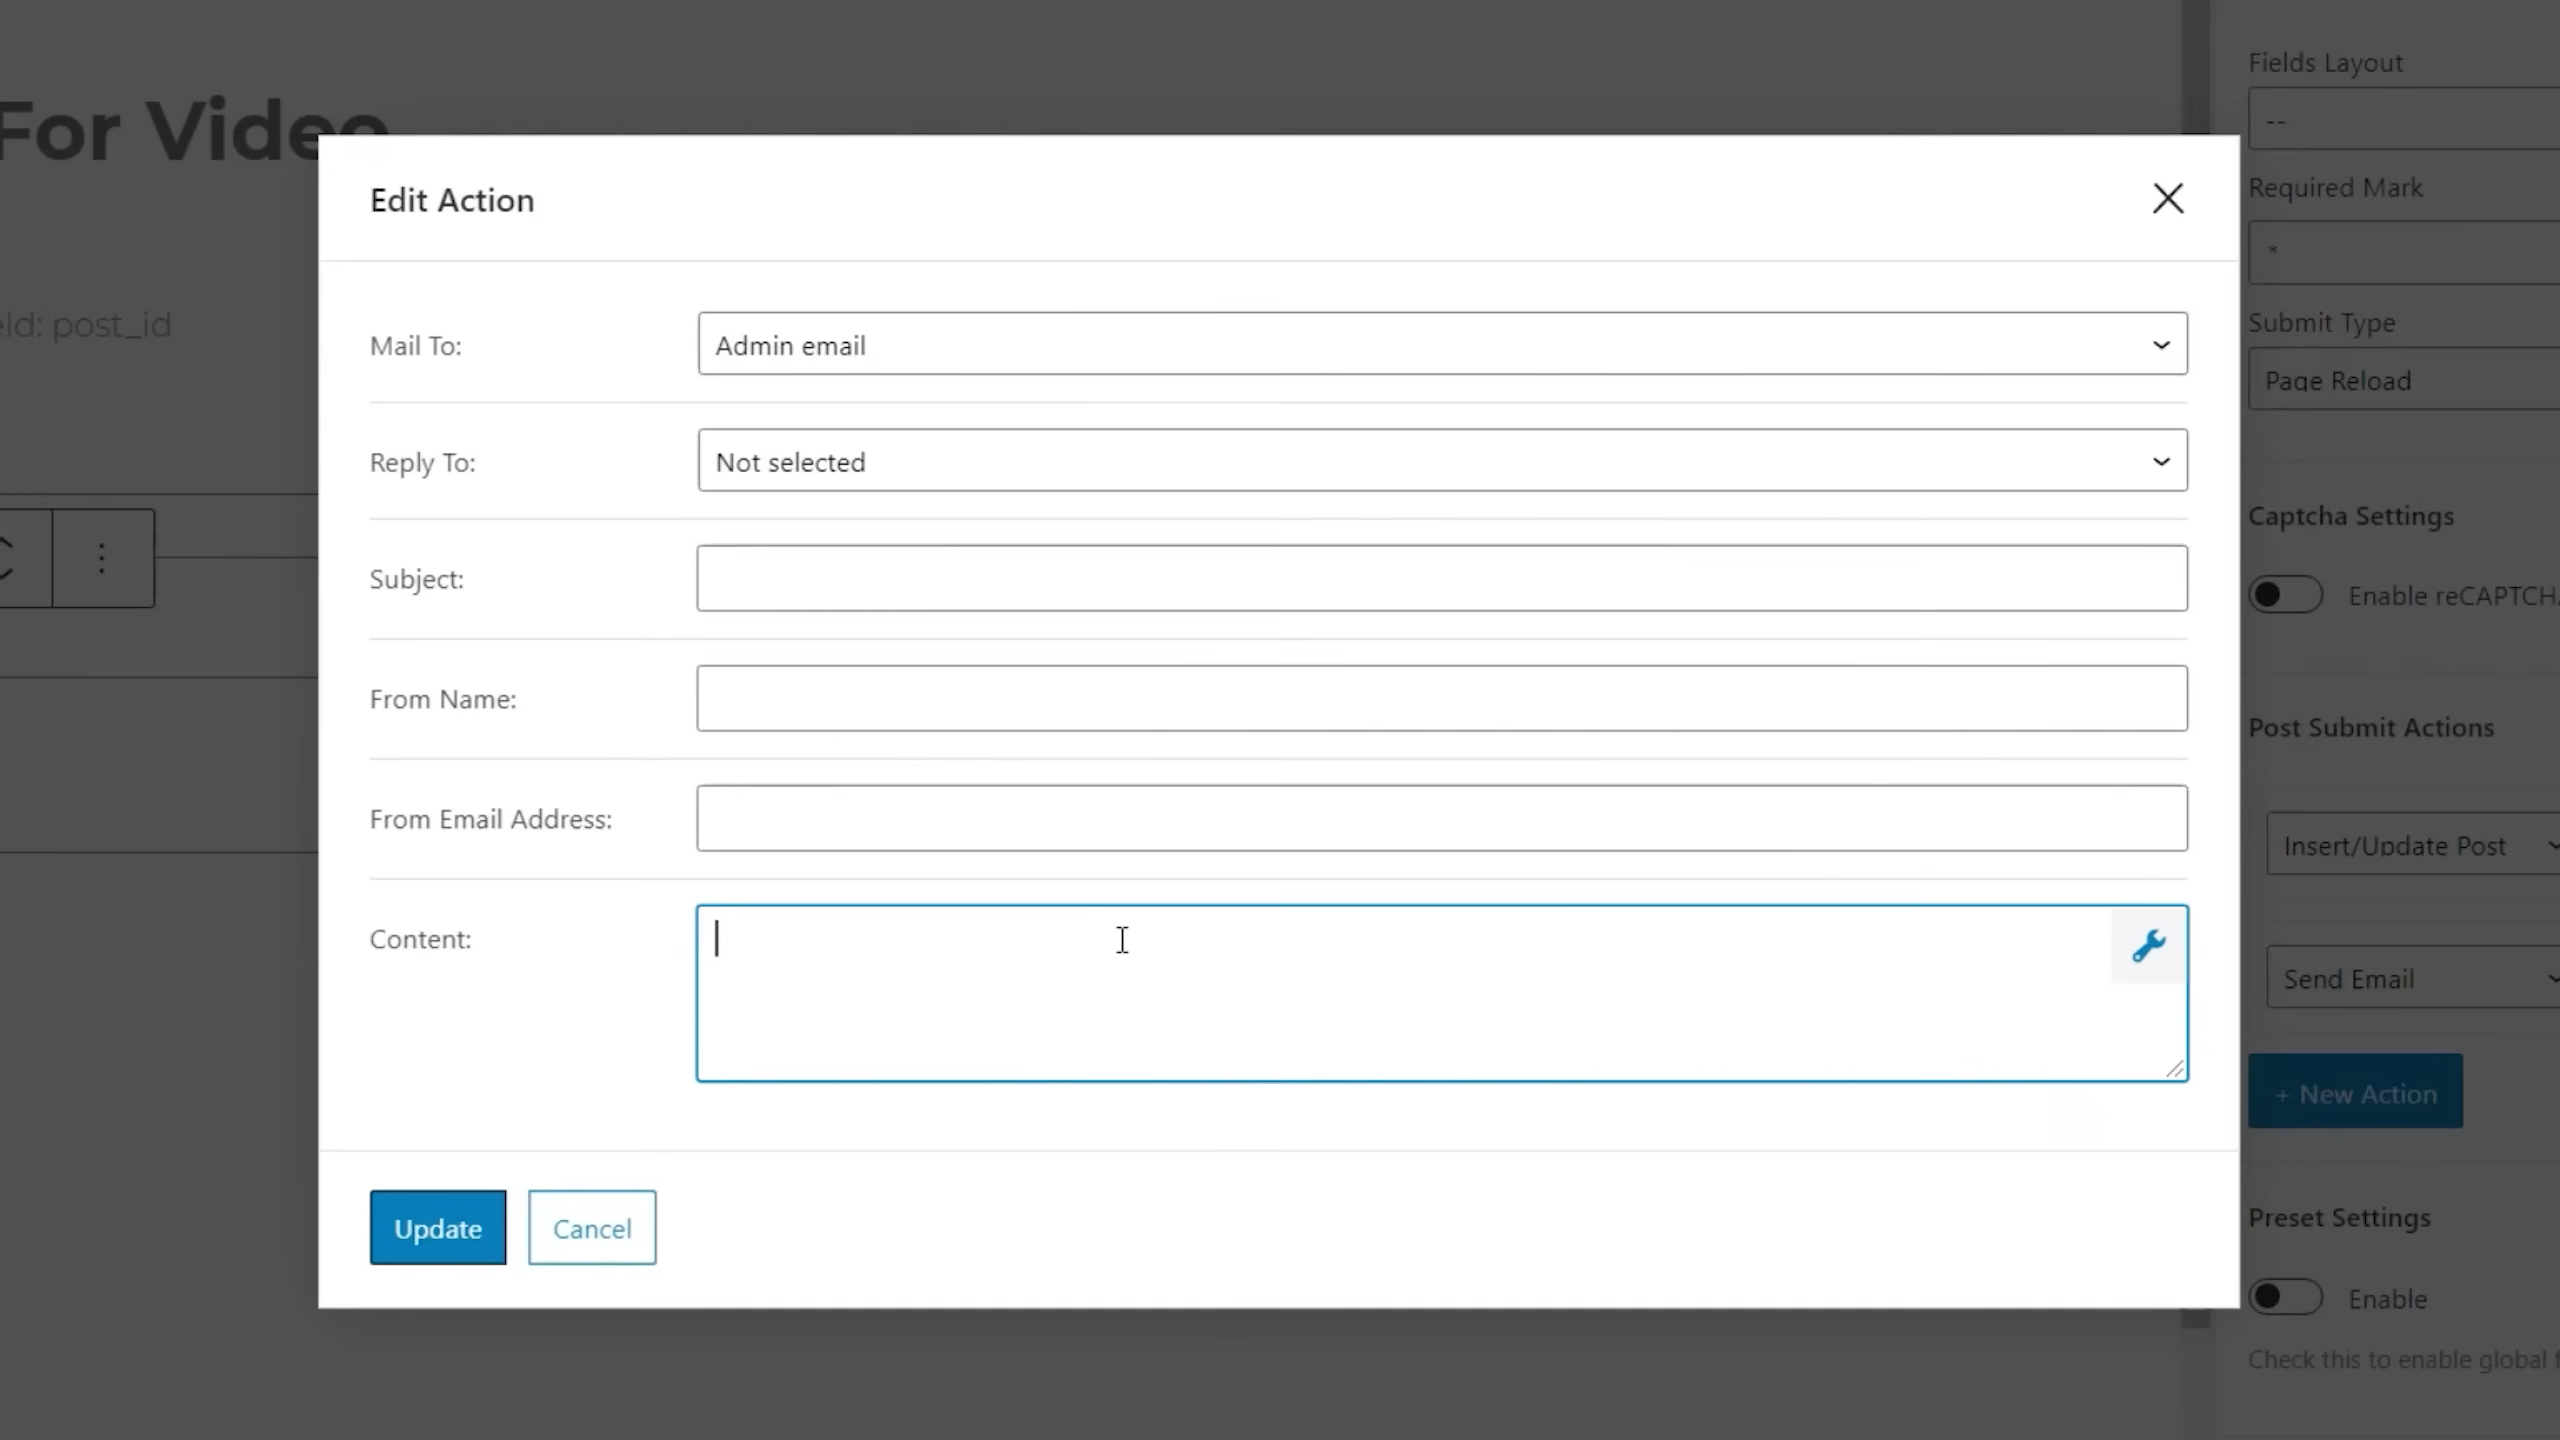 For Video
eld: post_id
Edit Action
Mail To:
Admin email
Reply To:
Not selected
Subject:
From Name:
From Email Address:
Content:
Update
Cancel
Fields Layout
--
Required Mark
*
Submit Type
Page Reload
Captcha Settings
Enable reCAPTCHA
Post Submit Actions
Insert/Update Post
Send Email
+ New Action
Preset Settings
Enable
Check this to enable global f